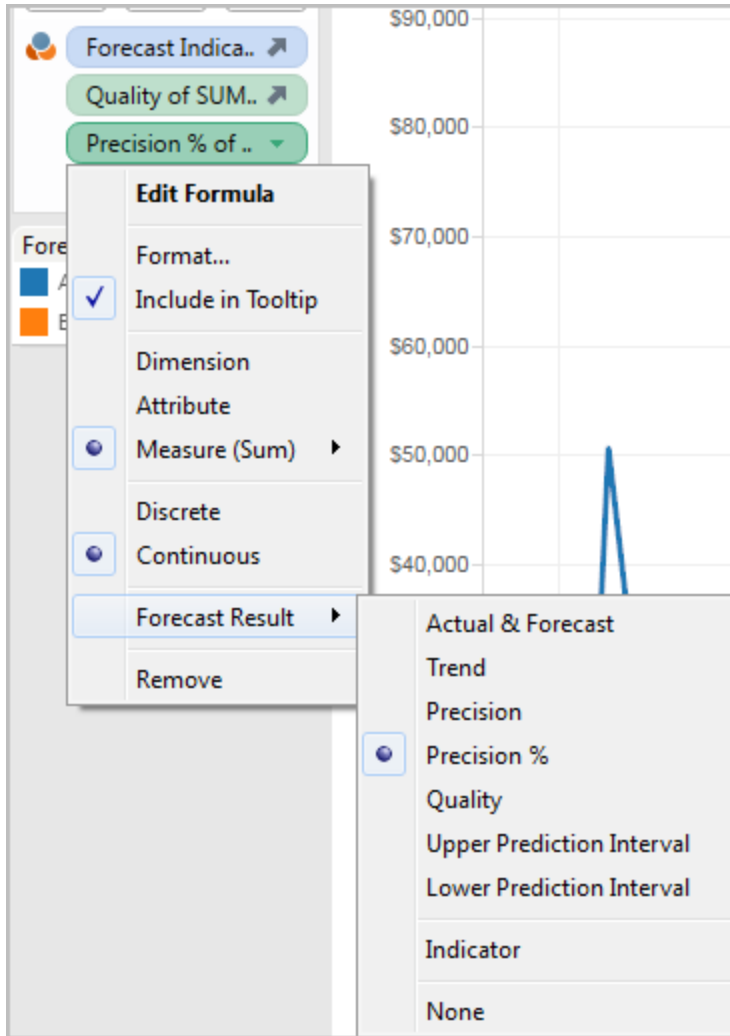 $90,000
Forecast Indica..
Quality of SUM..
$80,000
Precision % of ..
Edit Formula
Fore
$70,000
Format...
Include in Tooltip
$60,000
Dimension
Attribute
Measure (Sum)
$50,000
Discrete
Continuous
$40,000
Forecast Result
Actual & Forecast
Trend
Remove
Precision
Precision %
Quality
Upper Prediction Interval
Lower Prediction Interval
Indicator
None